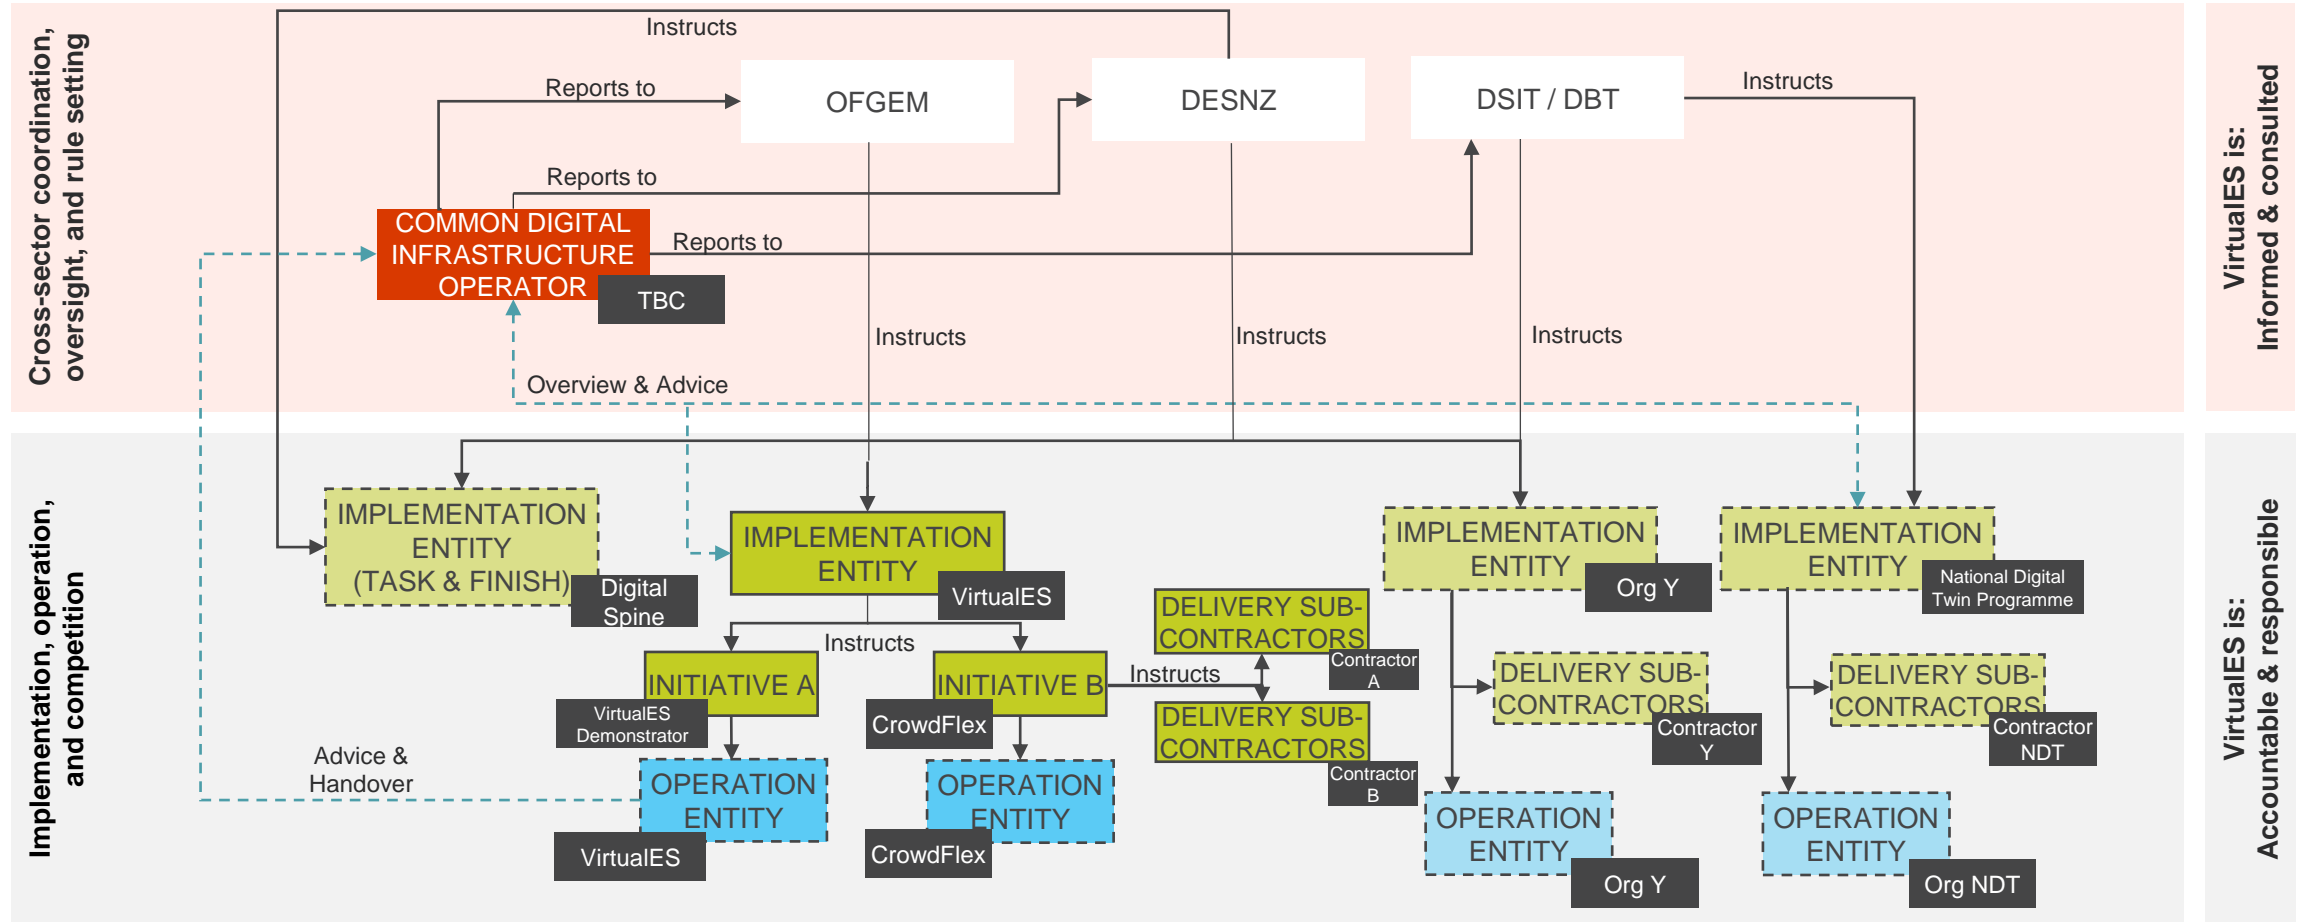 Cross-sector coordination,
oversight, and rule setting
Instructs
Reports to
OFGEM
DESNZ
DSIT / DBT
Instructs
Reports to
COMMON DIGITAL
INFRASTRUCTURE
OPERATOR
TBC
Reports to
Instructs
Instructs
Instructs
Overview & Advice
VirtualES is:
Informed & consulted
Implementation, operation,
and competition
IMPLEMENTATION
ENTITY
(TASK & FINISH)
Digital
Spine
IMPLEMENTATION
ENTITY
VirtualES
Instructs
INITIATIVE A
VirtualES
Demonstrator
INITIATIVE B
CrowdFlex
Instructs
DELIVERY SUB-
CONTRACTORS
Contractor
A
DELIVERY SUB-
CONTRACTORS
Contractor
B
IMPLEMENTATION
ENTITY
Org Y
DELIVERY SUB-
CONTRACTORS
Contractor
Y
IMPLEMENTATION
ENTITY
National Digital
Twin Programme
DELIVERY SUB-
CONTRACTORS
Contractor
NDT
Advice &
Handover
OPERATION
ENTITY
VirtualES
OPERATION
ENTITY
CrowdFlex
OPERATION
ENTITY
Org Y
OPERATION
ENTITY
Org NDT
VirtualES is:
Accountable & responsible